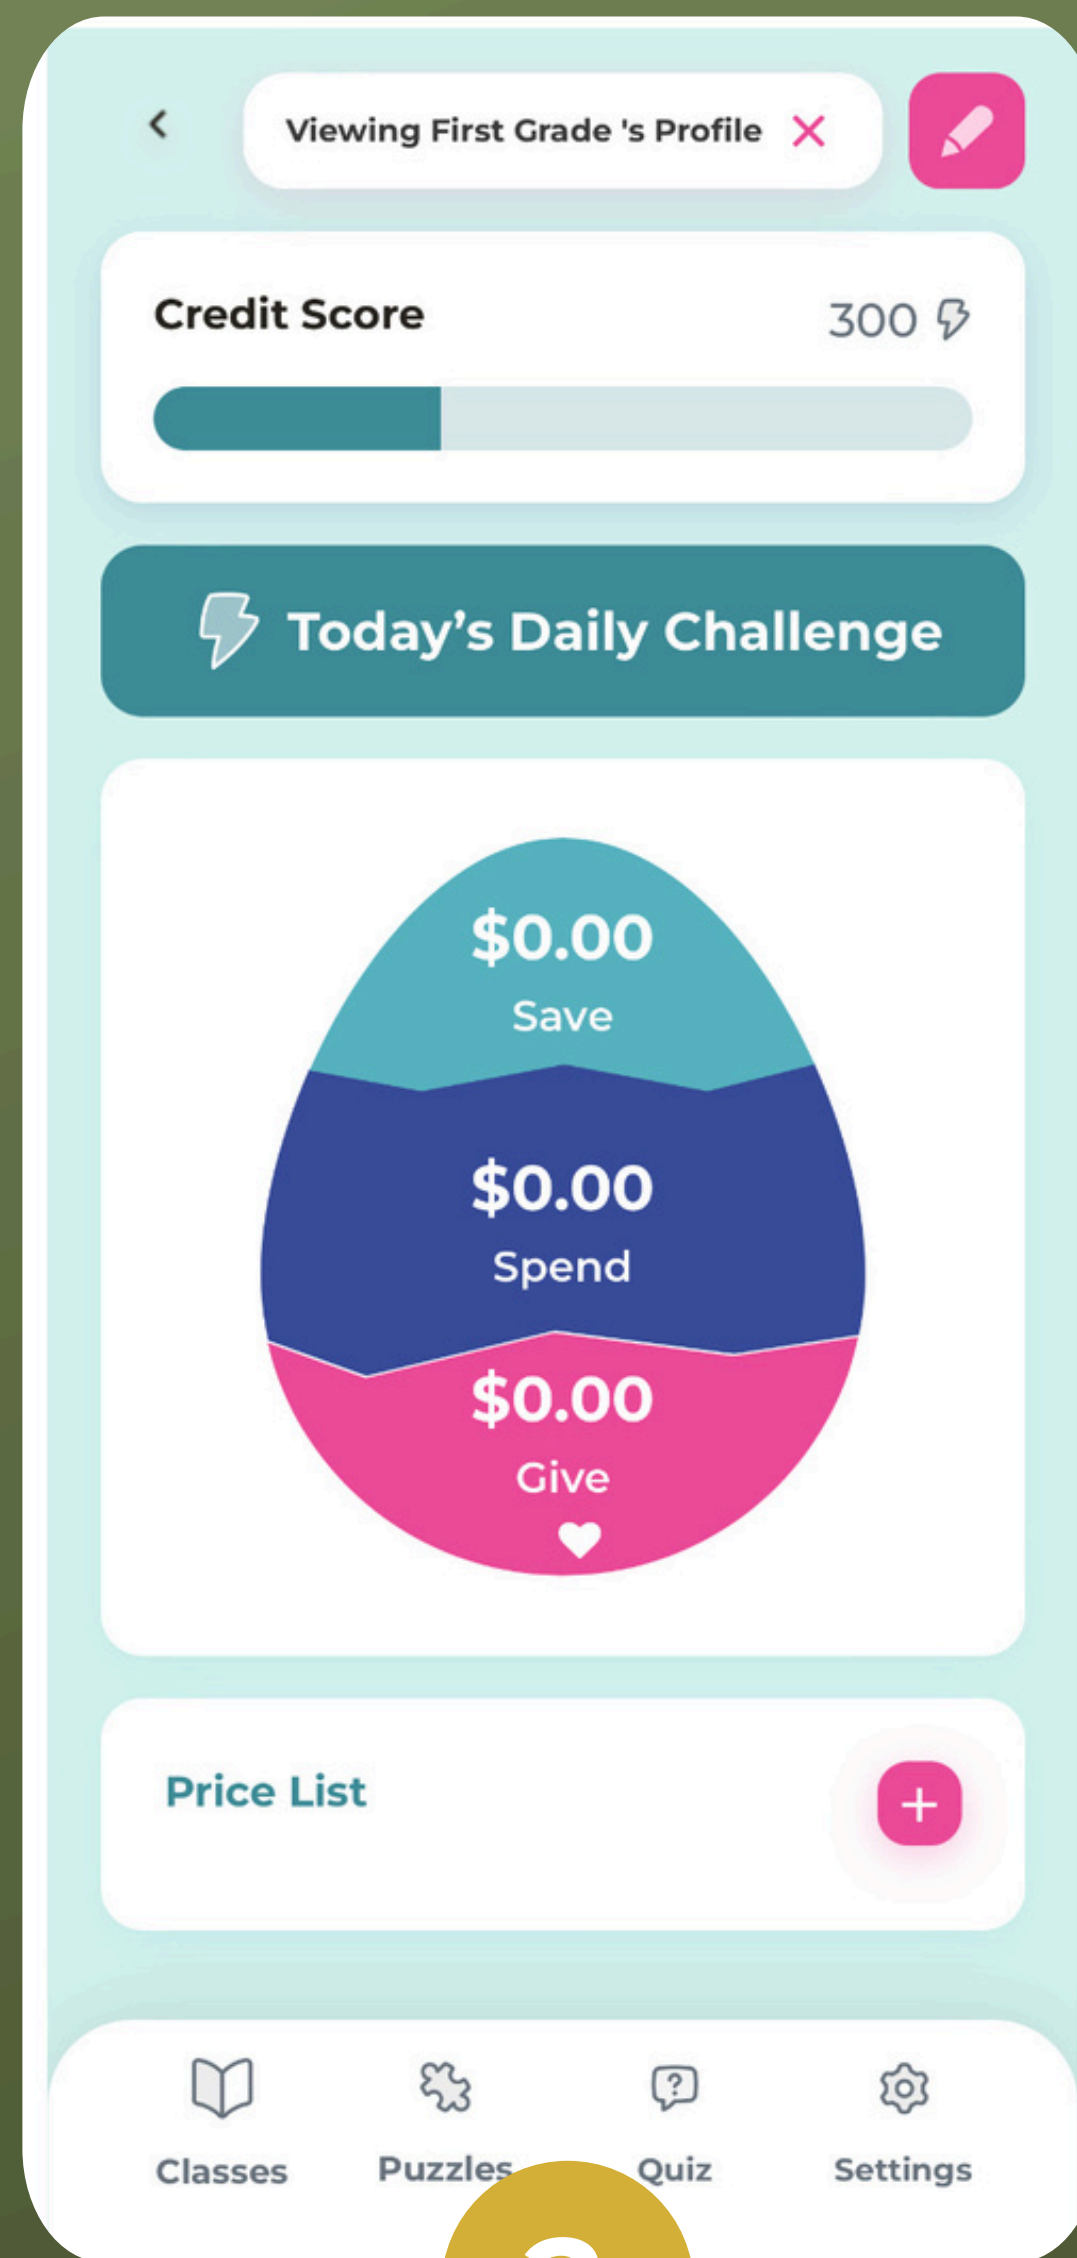 Viewing First Grade 's Profile
Credit Score
300
Today’s Daily Challenge
$0.00
Save
$0.00
Spend
$0.00
Give
Price List
Classes
Puzzles
Quiz
Settings